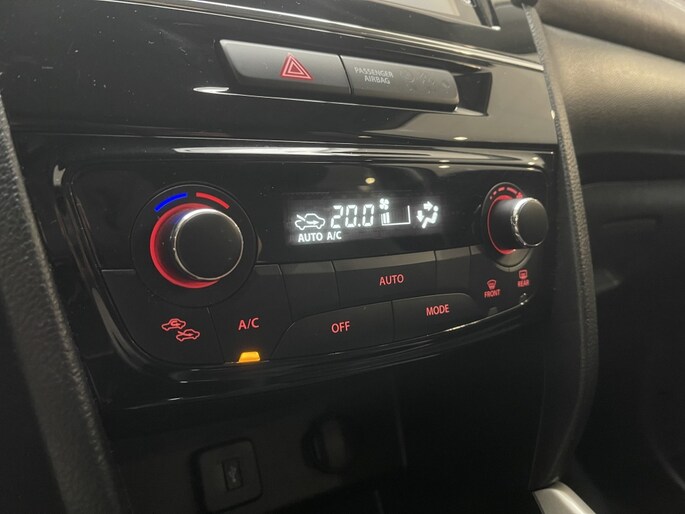 PASSENGER
AIRBAG
20.0
AUTO A/C
AUTO
A/C
OFF
MODE
FRONT
REAR